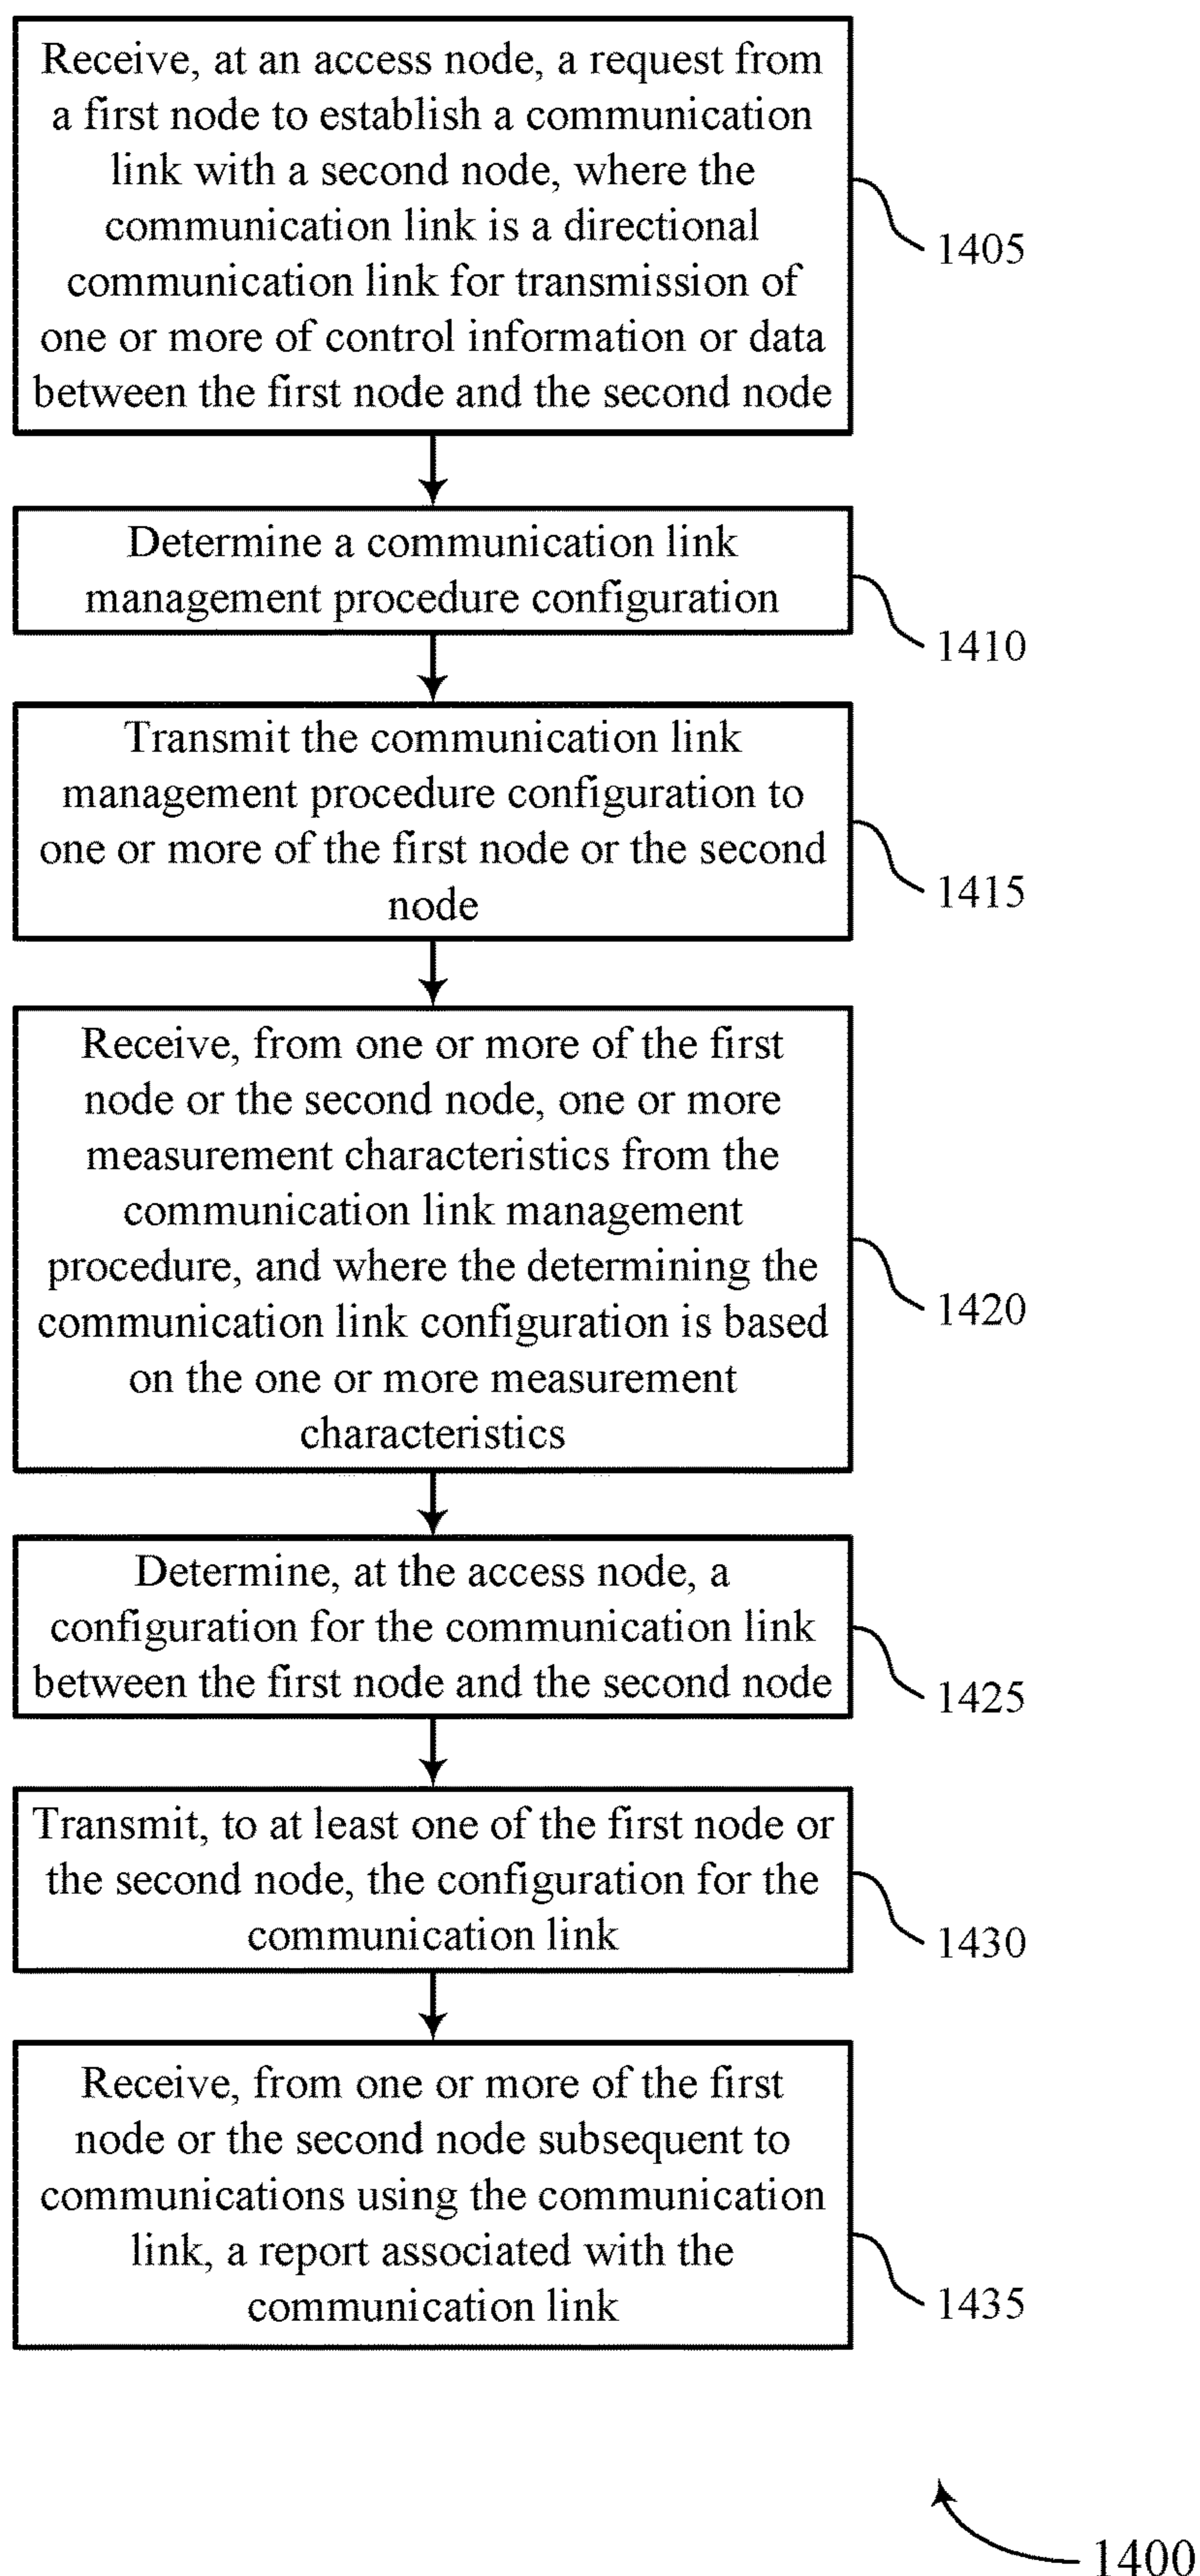 Receive, at an access node, a request from
a first node to establish a communication
link with a second node, where the
communication link is a directional
communication link for transmission of
one or more of control information or data
between the first node and the second node
1405
Determine a communication link
management procedure configuration
1410
Transmit the communication link
management procedure configuration to
one or more of the first node or the second
node
1415
Receive, from one or more of the first
node or the second node, one or more
measurement characteristics from the
communication link management
procedure, and where the determining the
communication link configuration is based
on the one or more measurement
characteristics
1420
Determine, at the access node, a
configuration for the communication link
between the first node and the second node
1425
Transmit, to at least one of the first node or
the second node, the configuration for the
communication link
1430
Receive, from one or more of the first
node or the second node subsequent to
communications using the communication
link, a report associated with the
communication link
1435
1400